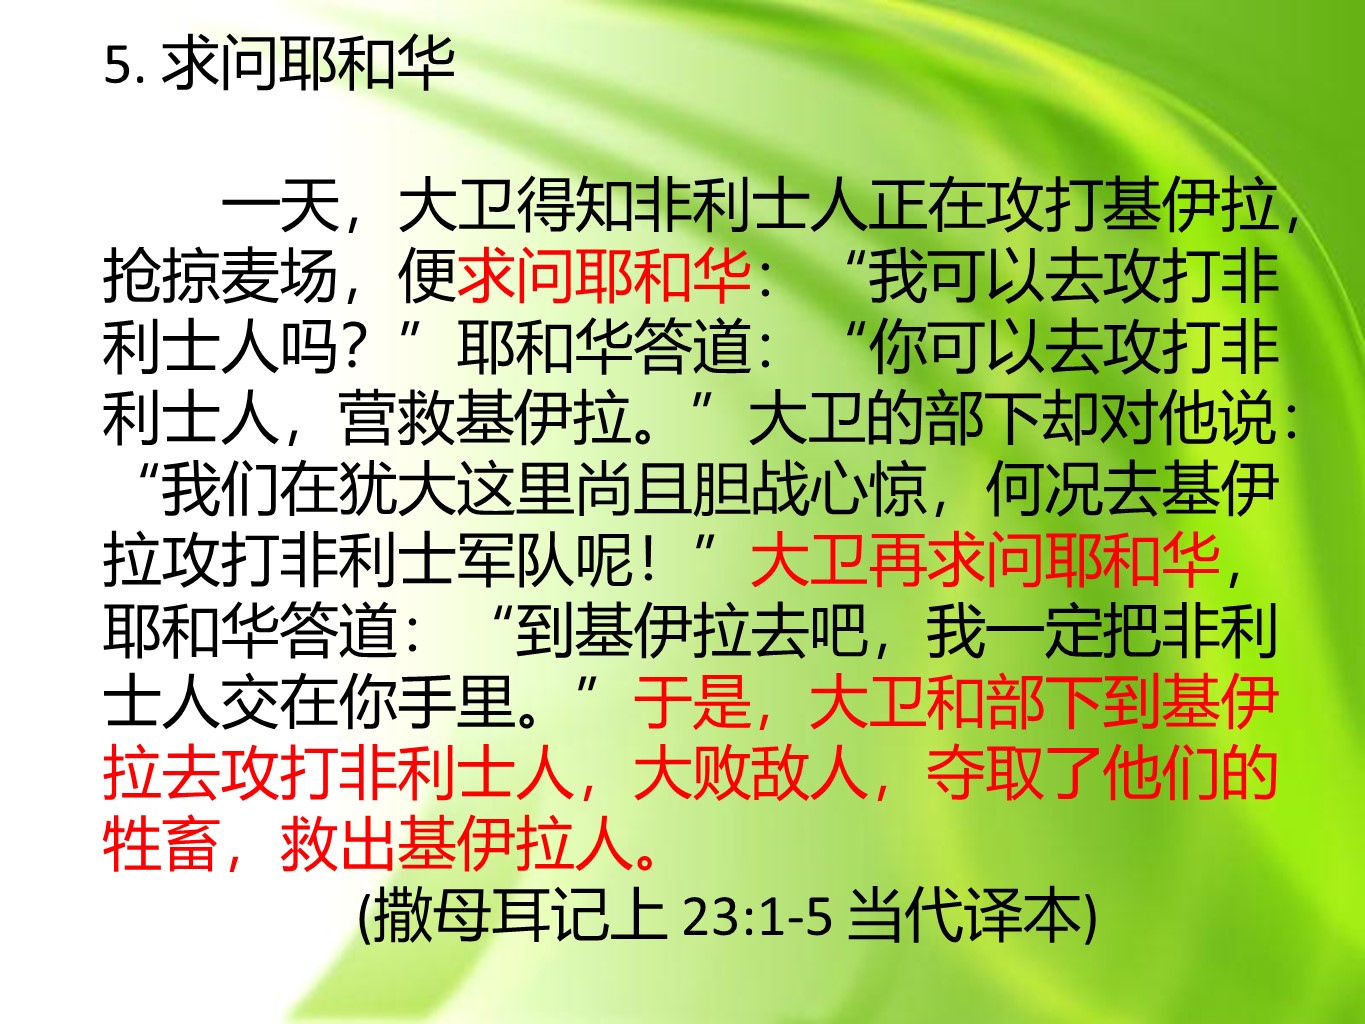 5. 求问耶和华
一天，大卫得知非利士人正在攻打基伊拉，
抢掠麦场，便求问耶和华：“我可以去攻打非
利士人吗？”耶和华答道：“你可以去攻打非
利士人，营救基伊拉。”大卫的部下却对他说：
“我们在犹大这里尚且胆战心惊，何况去基伊
拉攻打非利士军队呢！”大卫再求问耶和华，
耶和华答道：“到基伊拉去吧，我一定把非利
士人交在你手里。”于是，大卫和部下到基伊
拉去攻打非利士人，大败敌人，夺取了他们的
牲畜，救出基伊拉人。
(撒母耳记上 23:1-5 当代译本)